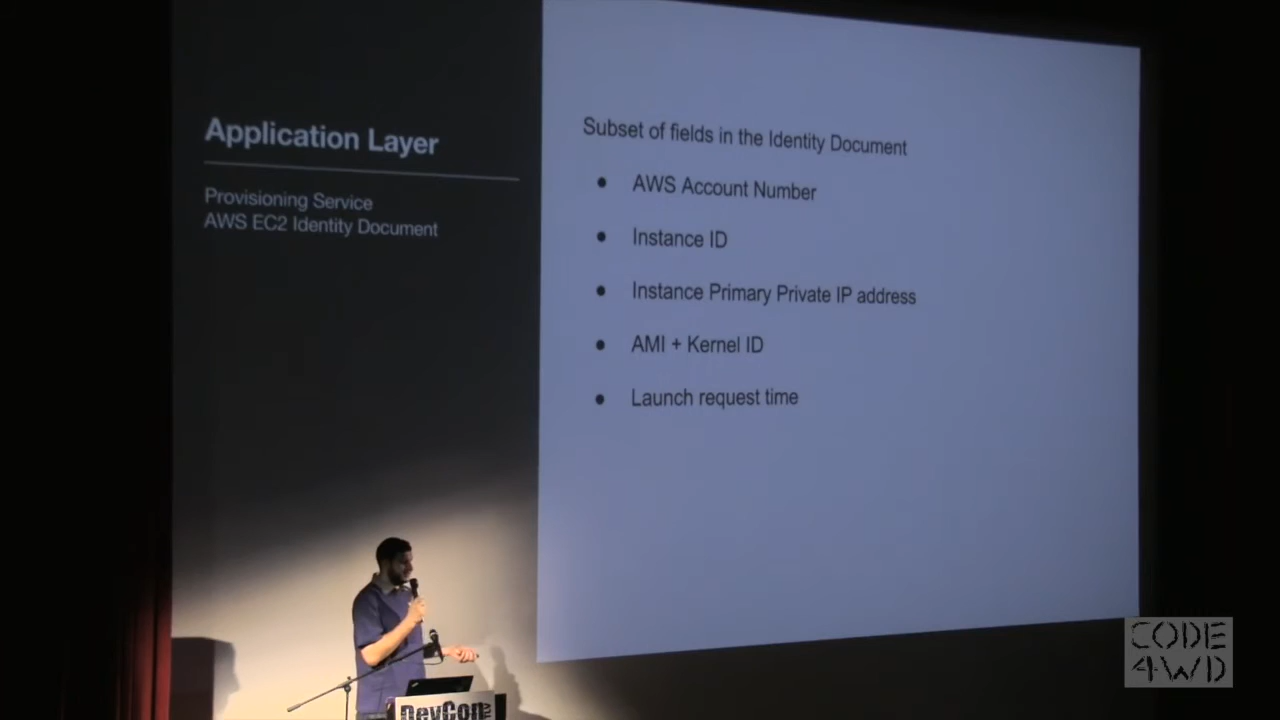 Application Layer
Provisioning Service
AWS EC2 Identity Document
Subset of fields in the Identity Document
● AWS Account Number
● Instance ID
● Instance Primary Private IP address
● AMI + Kernel ID
● Launch request time
DevCon TLV
CODE
4WD